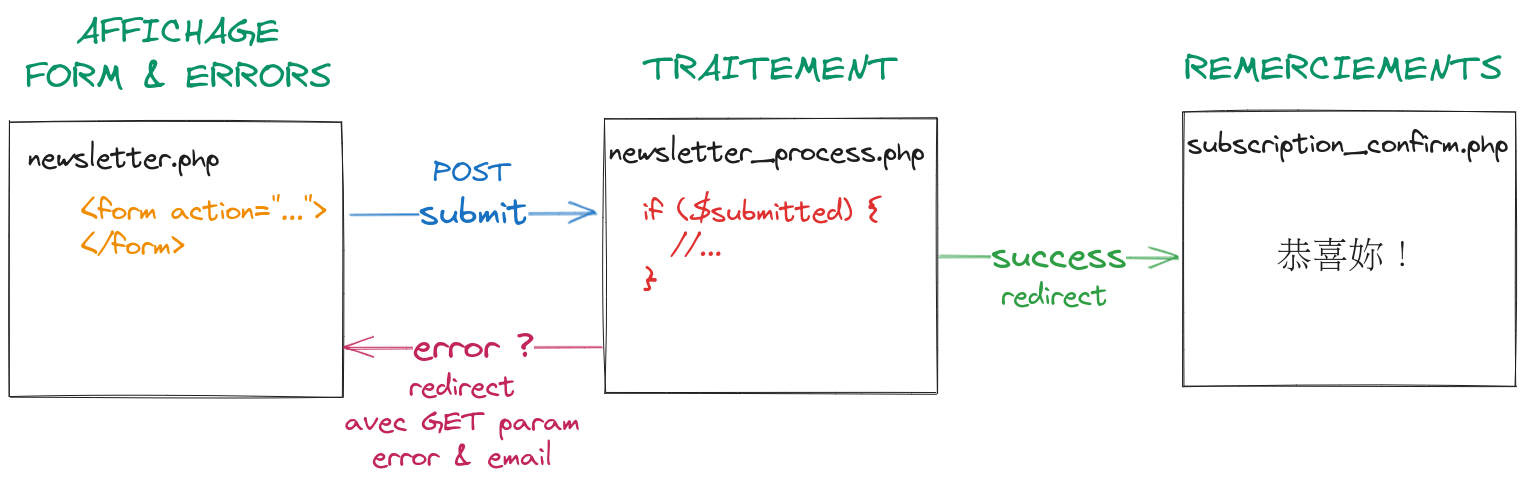 AFFICHAGE
FORM & ERRORS
newsletter.php
<form action="...">
</form>
POST
submit
error ?
redirect
avec GET param
error & email
TRAITEMENT
newsletter_process.php
if ($submitted) {
//...
}
success
redirect
REMERCIEMENTS
subscription_confirm.php
恭喜妳！